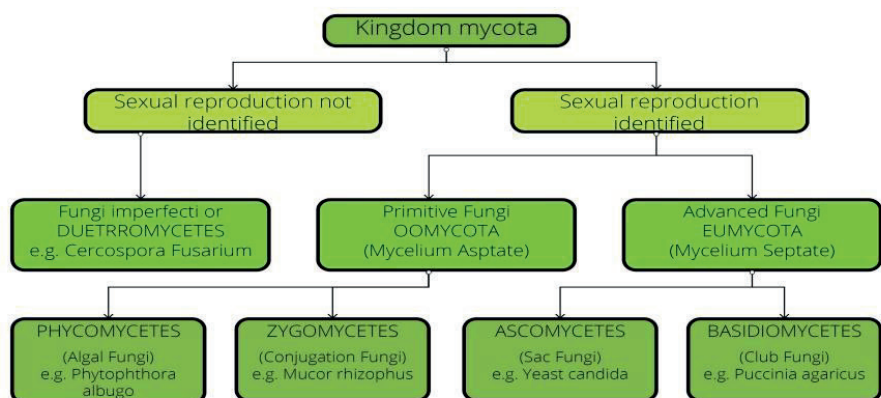 Kingdom mycota
Sexual reproduction not
identified
Sexual reproduction
identified
Fungi imperfecti or
DUETRROMYCETES
e.g. Cercospora Fusarium
Primitive Fungi
OOMYCOTA
(Mycelium Asptate)
Advanced Fungi
EUMYCOTA
(Mycelium Septate)
PHYCOMYCETES
(Algal Fungi)
e.g. Phytophthora
albugo
ZYGOMYCETES
(Conjugation Fungi)
e.g. Mucor rhizophus
ASCOMYCETES
(Sac Fungi)
e.g. Yeast candida
BASIDIOMYCETES
(Club Fungi)
e.g. Puccinia agaricus